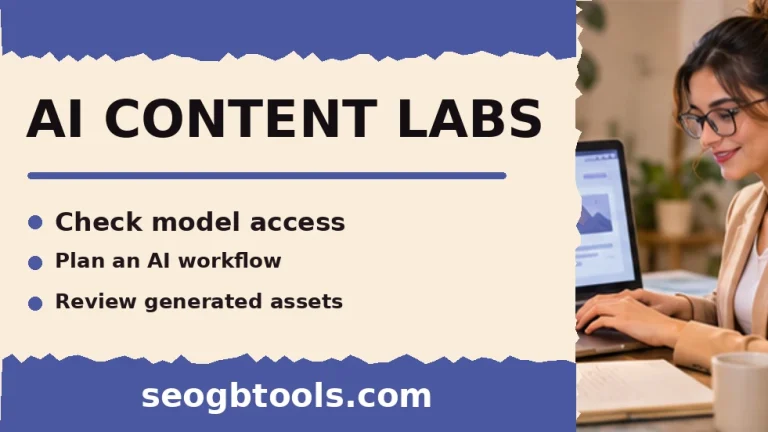 AI CONTENT LABS
Check model access
Plan an AI workflow
Review generated assets
seogbtools.com